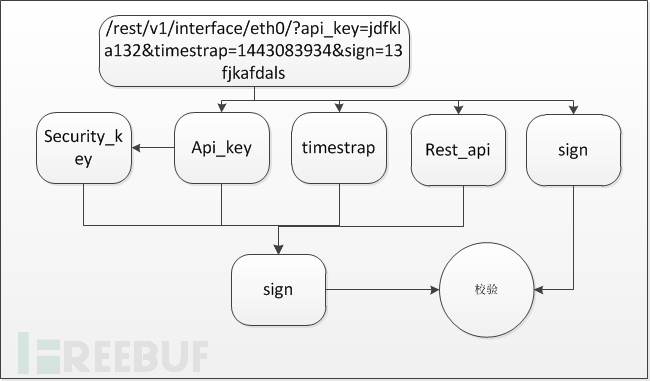 /rest/v1/interface/eth0/?api_key=jdfkl
a132&timestrap=1443083934&sign=13
fjkafdals
Security_k
ey
Api_key
timestrap
Rest_api
sign
sign
校验
FREEBUF